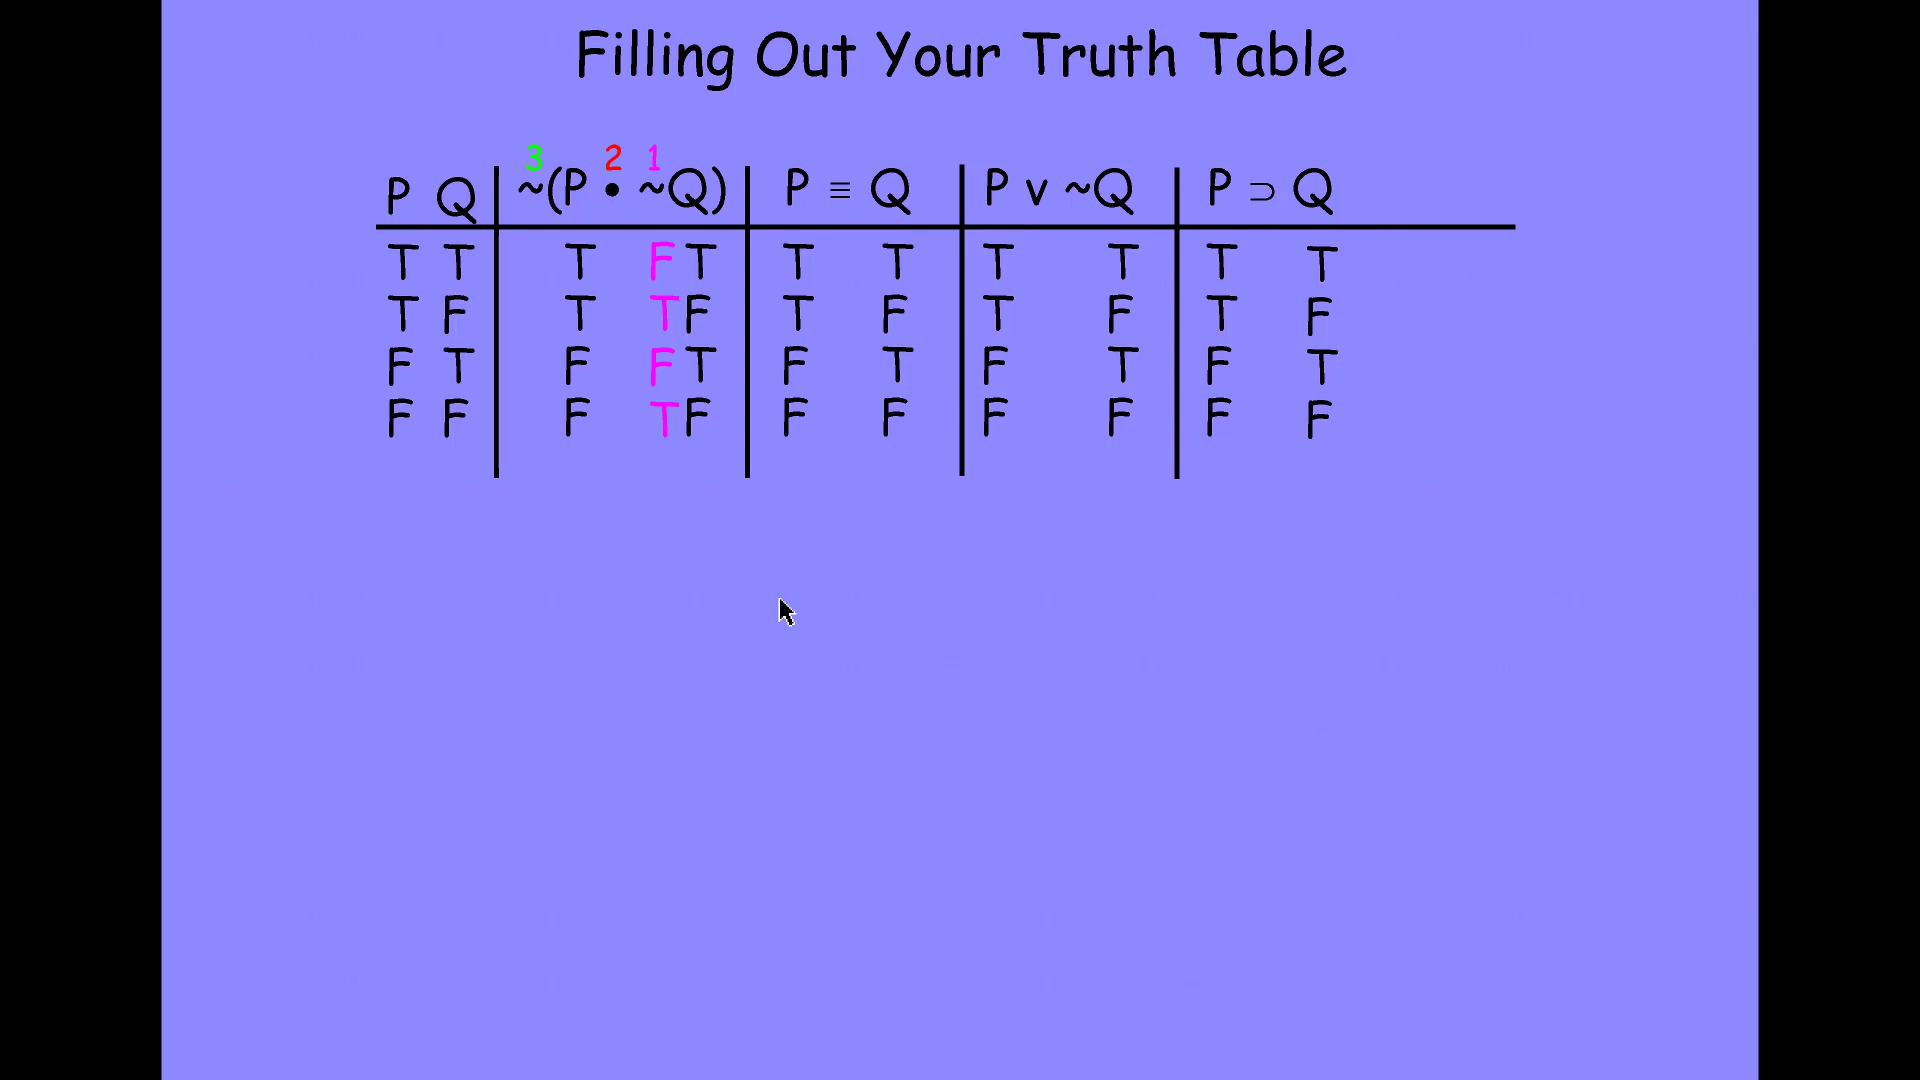 Filling Out Your Truth Table
3 2 1
P Q ~(P • ~Q) P ≡ Q P v ~Q P ⊃ Q
T T T F T T T T T T T
T F T T F T F T F T F
F T F F T F T F T F T
F F F T F F F F F F F